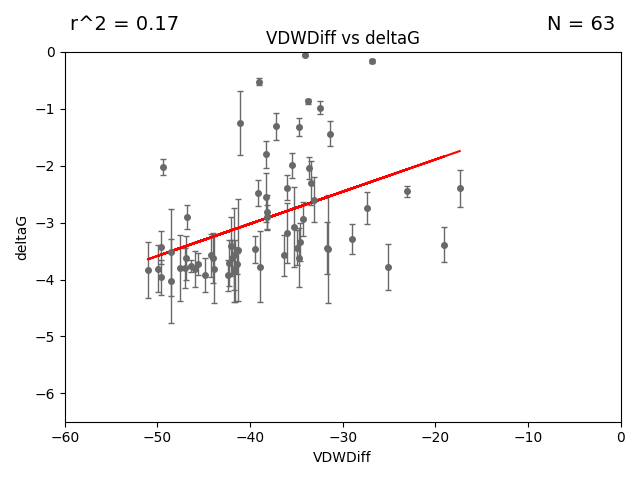 r^2 = 0.17
N = 63
VDWDiff vs deltaG
0
−1
−2
−3
−4
−5
−6
deltaG
−60 −50 −40 −30 −20 −10 0
VDWDiff